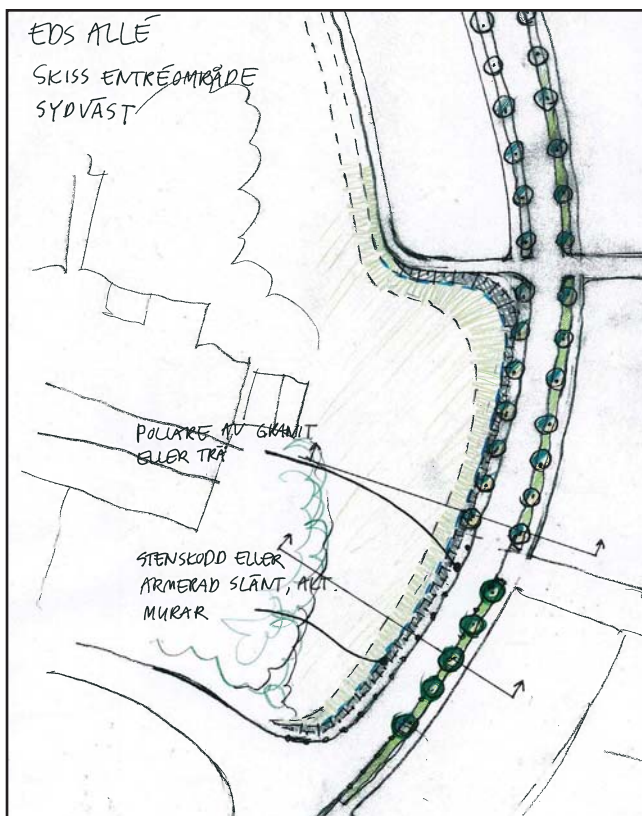 EDS ALLÉ
SKISS ENTRÉOMRÅDE
SYDVÄST
POLLARE AV GRANIT
ELLER TRÄ
STENSKODD ELLER
ARMERAD SLÄNT, ALT.
MURAR